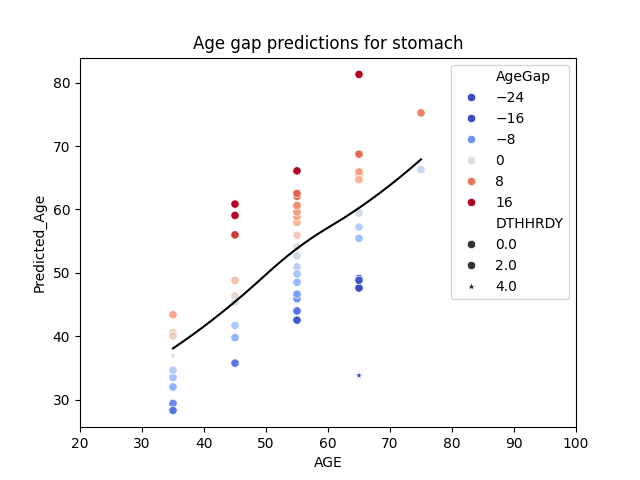 Age gap predictions for stomach
Predicted_Age
80
70
60
50
40
30
20 30 40 50 60 70 80 90 100
AGE
AgeGap
−24
−16
−8
0
8
16
DTHHRDY
0.0
2.0
4.0